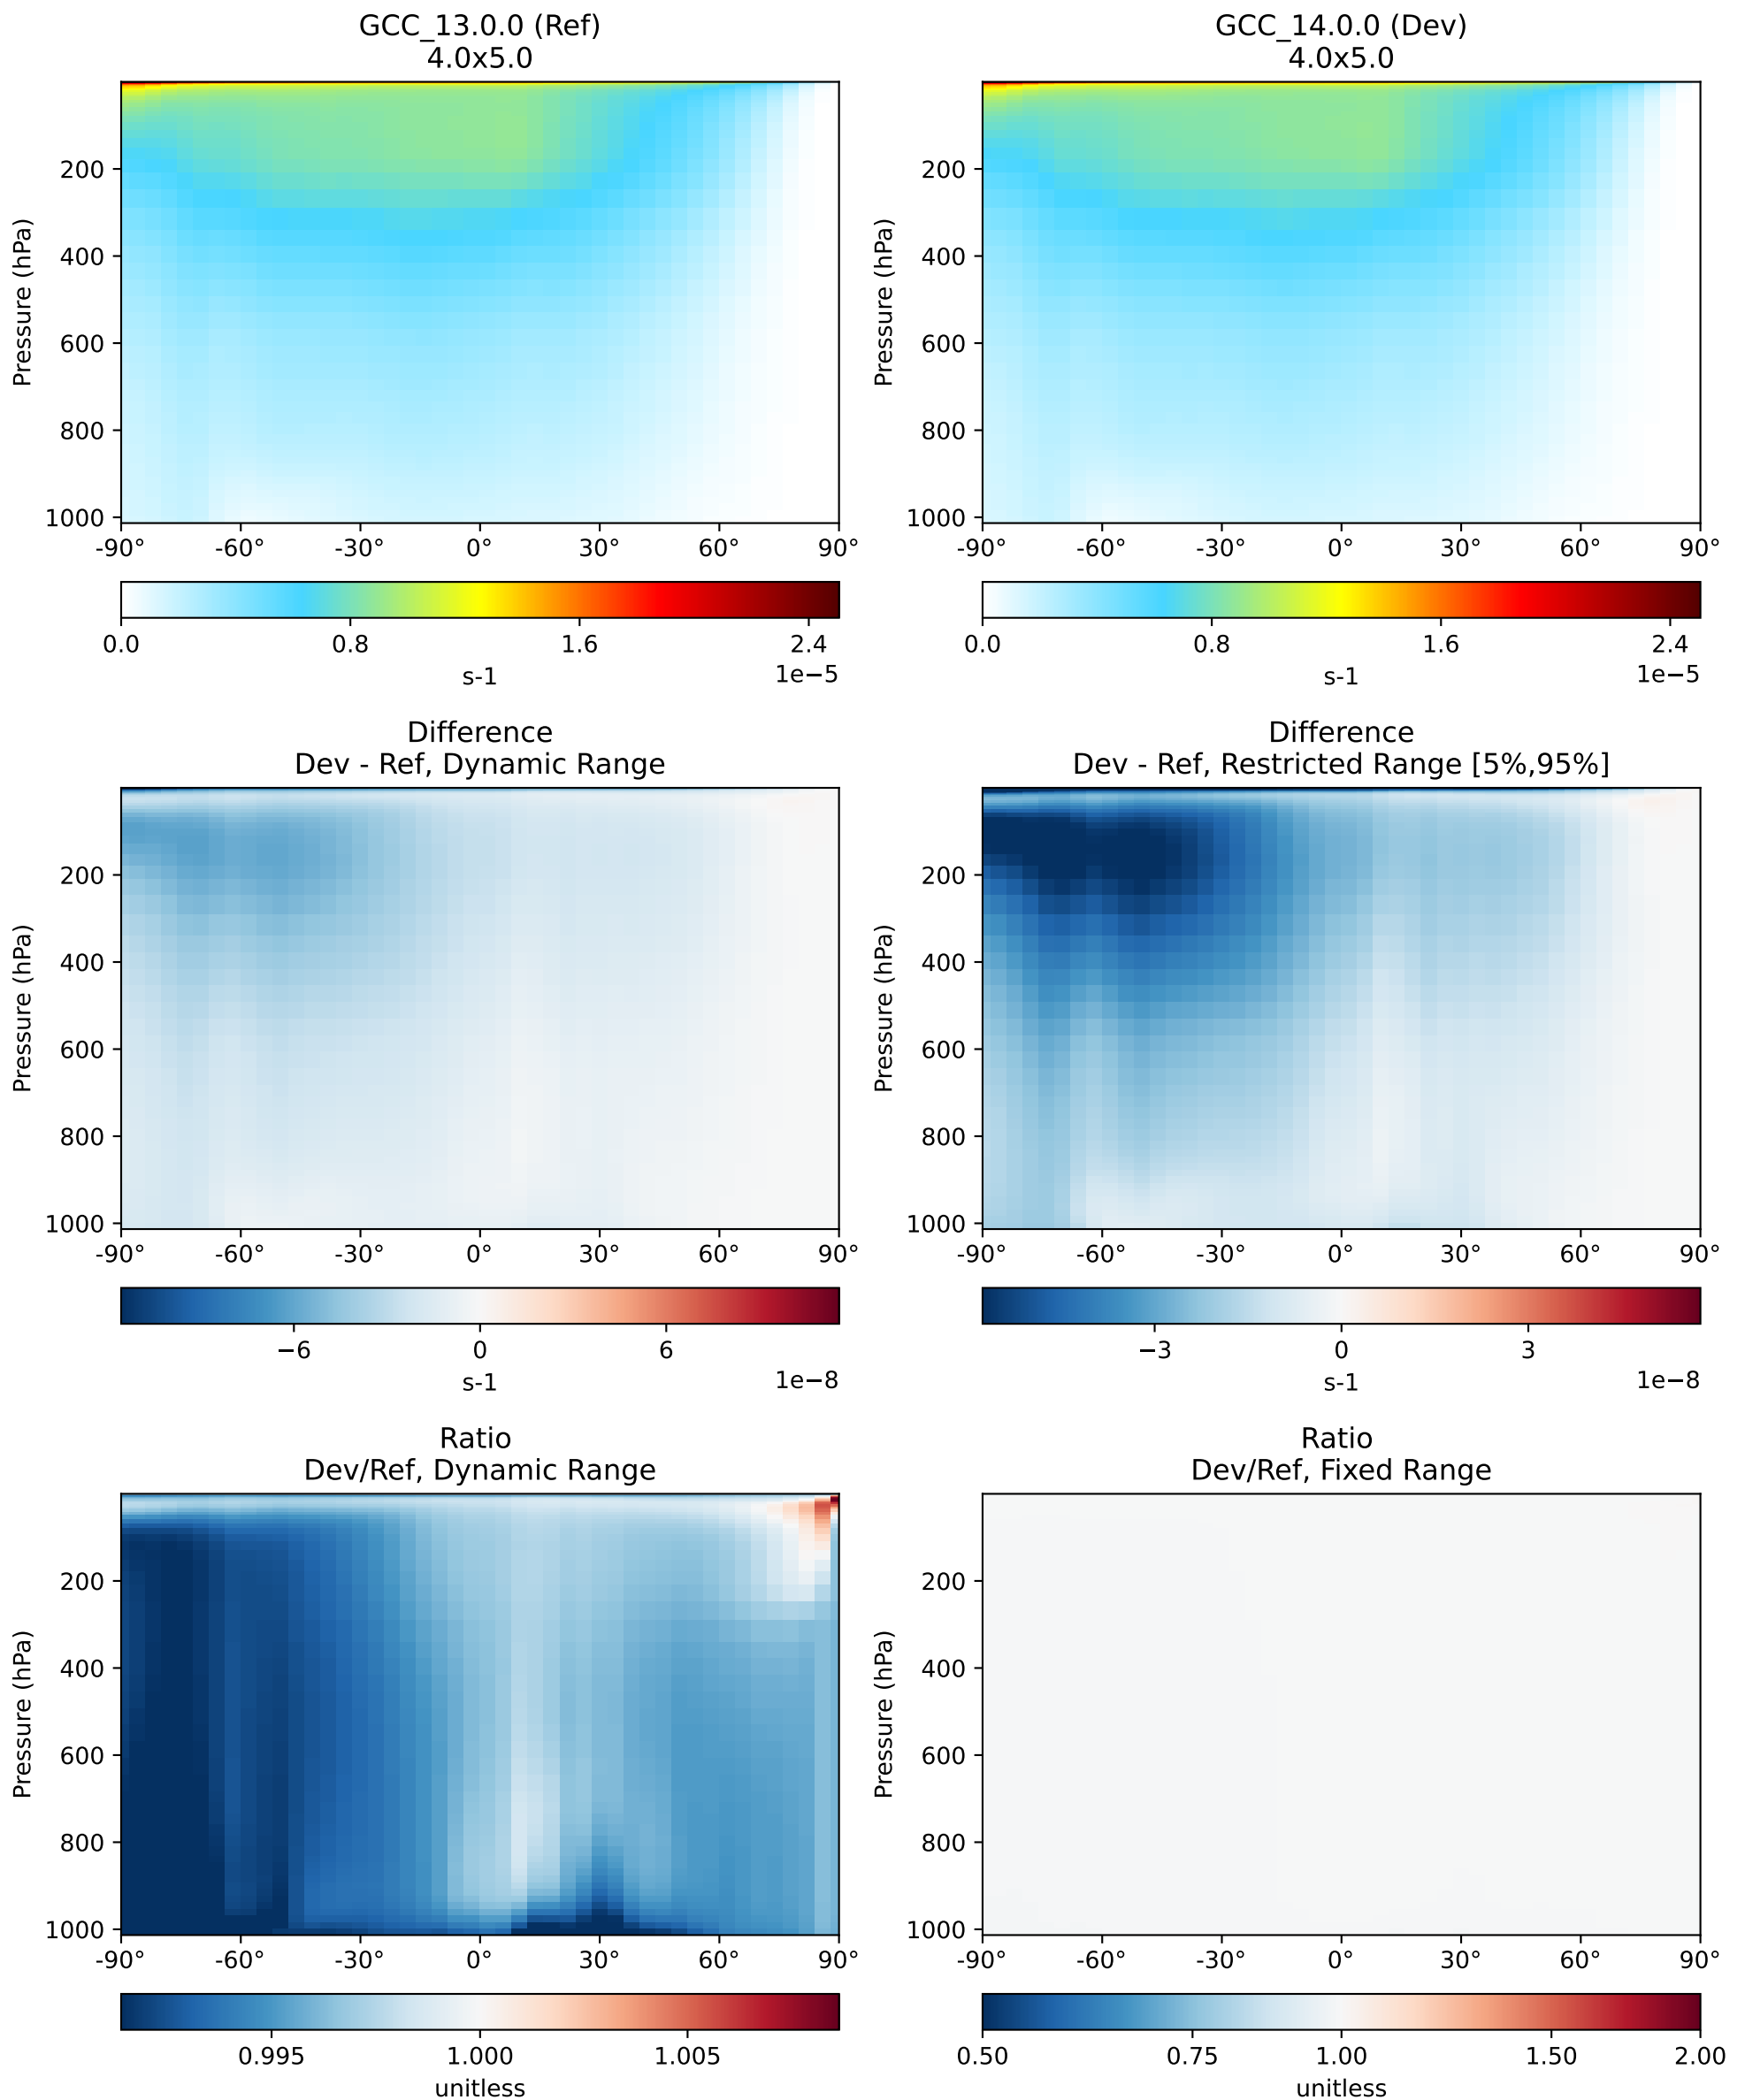 GCC_13.0.0 (Ref)
4.0x5.0
Pressure (hPa)
200
400
600
800
1000
-90° -60° -30° 0° 30° 60° 90°
0.0 0.8 1.6 2.4
s-1 1e−5
GCC_14.0.0 (Dev)
4.0x5.0
Pressure (hPa)
200
400
600
800
1000
-90° -60° -30° 0° 30° 60° 90°
0.0 0.8 1.6 2.4
s-1 1e−5
Difference
Dev - Ref, Dynamic Range
Pressure (hPa)
200
400
600
800
1000
-90° -60° -30° 0° 30° 60° 90°
−6 0 6
s-1 1e−8
Difference
Dev - Ref, Restricted Range [5%,95%]
Pressure (hPa)
200
400
600
800
1000
-90° -60° -30° 0° 30° 60° 90°
−3 0 3
s-1 1e−8
Ratio
Dev/Ref, Dynamic Range
Pressure (hPa)
200
400
600
800
1000
-90° -60° -30° 0° 30° 60° 90°
0.995 1.000 1.005
unitless
Ratio
Dev/Ref, Fixed Range
Pressure (hPa)
200
400
600
800
1000
-90° -60° -30° 0° 30° 60° 90°
0.50 0.75 1.00 1.50 2.00
unitless